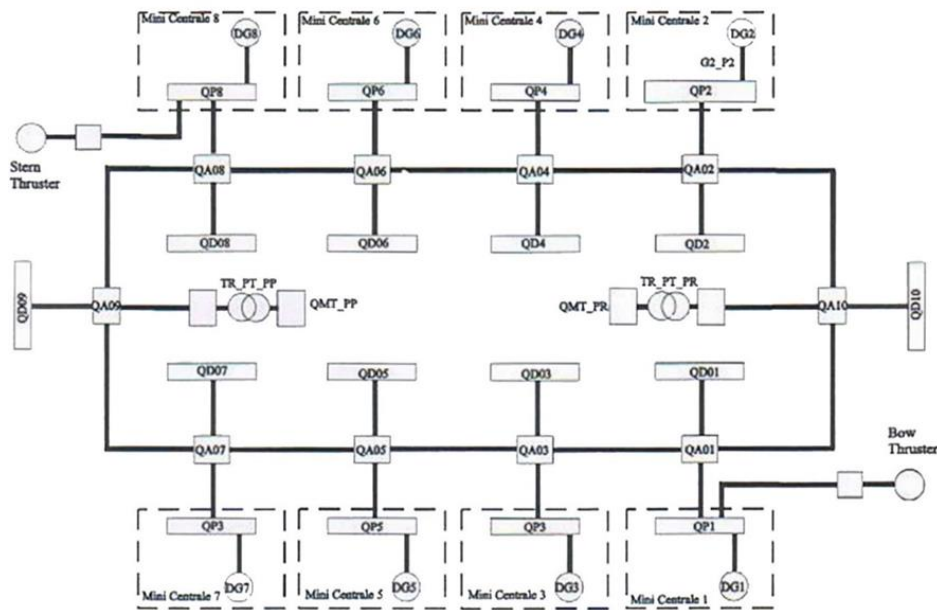 Mini Centrale 8
Mini Centrale 6
Mini Centrale 4
Mini Centrale 2
DG8
DG6
DG4
DG2
G2_P2
QP8
QP6
QP4
QP2
Stern
Thruster
QA08
QA06
QA04
QA02
QD08
QD06
QD4
QD2
TR_PT_PP
TR_PT_PR
QD09
QA09
QMT_PP
QMT_PR
QA10
QD10
QD07
QD05
QD03
QD01
Bow
Thruster
QA07
QA05
QA03
QA01
QP3
QP5
QP3
QP1
DG7
DG5
DG3
DG1
Mini Centrale 7
Mini Centrale 5
Mini Centrale 3
Mini Centrale 1